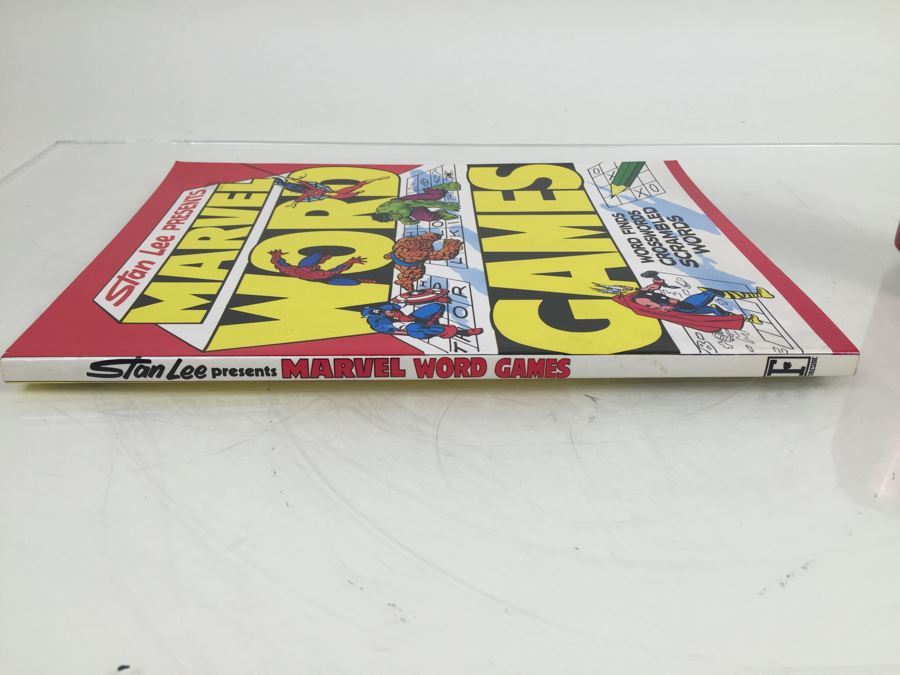 Stan Lee PRESENTS
MARVEL
WORD
GAMES
WORD FINDS
CROSSWORDS
SCRAMBLED
WORDS
Stan Lee presents MARVEL WORD GAMES